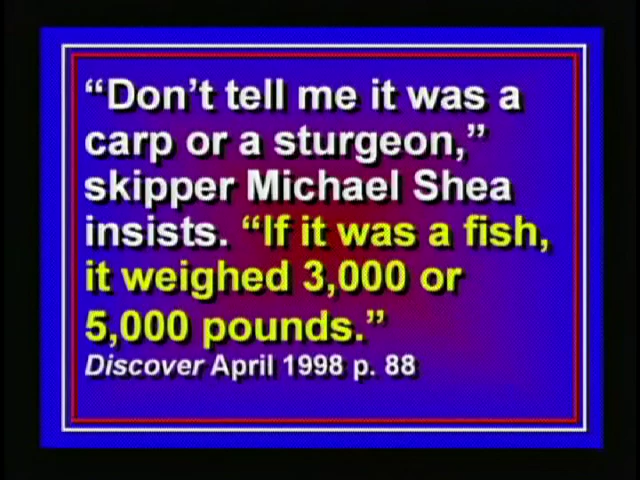 “Don’t tell me it was a
carp or a sturgeon,”
skipper Michael Shea
insists. “If it was a fish,
it weighed 3,000 or
5,000 pounds.”
Discover April 1998 p. 88